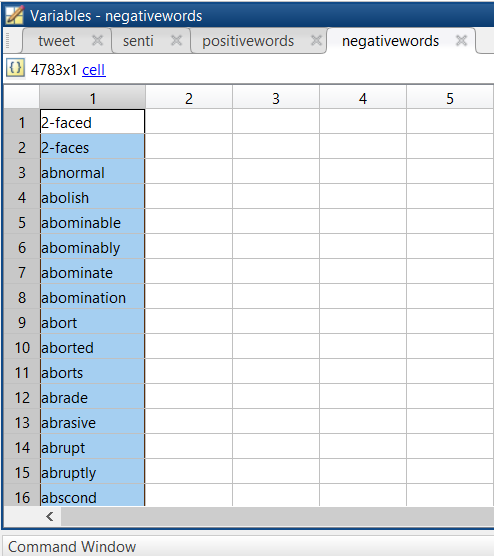 Variables - negativewords
tweet senti positivewords negativewords
4783x1 cell
1 2 3 4 5
1 2-faced
2 2-faces
3 abnormal
4 abolish
5 abominable
6 abominably
7 abominate
8 abomination
9 abort
10 aborted
11 aborts
12 abrade
13 abrasive
14 abrupt
15 abruptly
16 abscond
Command Window